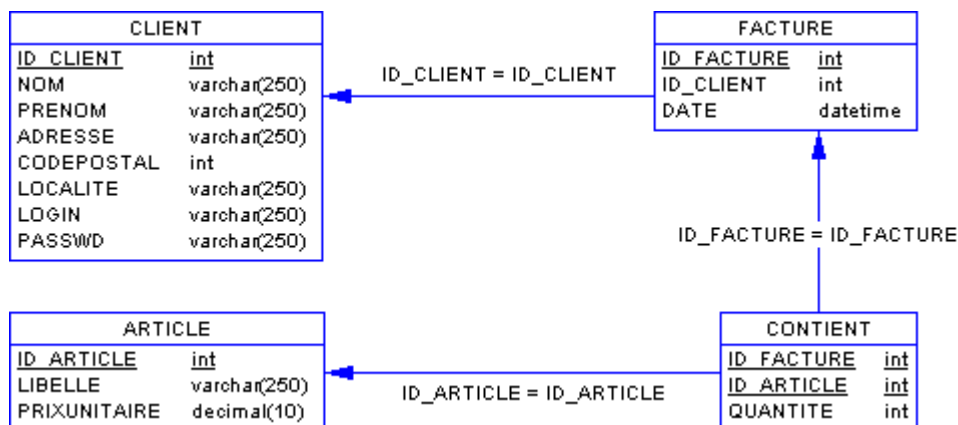 CLIENT
ID_CLIENT int
NOM varchar(250)
PRENOM varchar(250)
ADRESSE varchar(250)
CODEPOSTAL int
LOCALITE varchar(250)
LOGIN varchar(250)
PASSWD varchar(250)
ID_CLIENT = ID_CLIENT
FACTURE
ID_FACTURE int
ID_CLIENT int
DATE datetime
ID_FACTURE = ID_FACTURE
ARTICLE
ID_ARTICLE int
LIBELLE varchar(250)
PRIXUNITAIRE decimal(10)
ID_ARTICLE = ID_ARTICLE
CONTIENT
ID_FACTURE int
ID_ARTICLE int
QUANTITE int